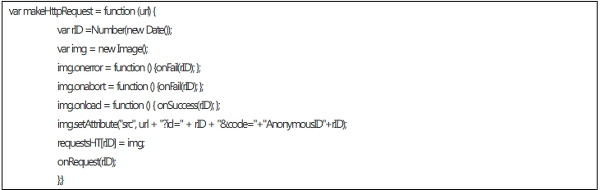 var makeHttpRequest = function (url) {
var rID =Number(new Date());
var img = new Image();
img.onerror = function () {onFail(rID); };
img.onabort = function () {onFail(rID); };
img.onload = function () { onSuccess(rID); };
img.setAttribute("src", url + "?id=" + rID + "&code="+"AnonymousID"+rID);
requestsHT[rID] = img;
onRequest(rID);
};}